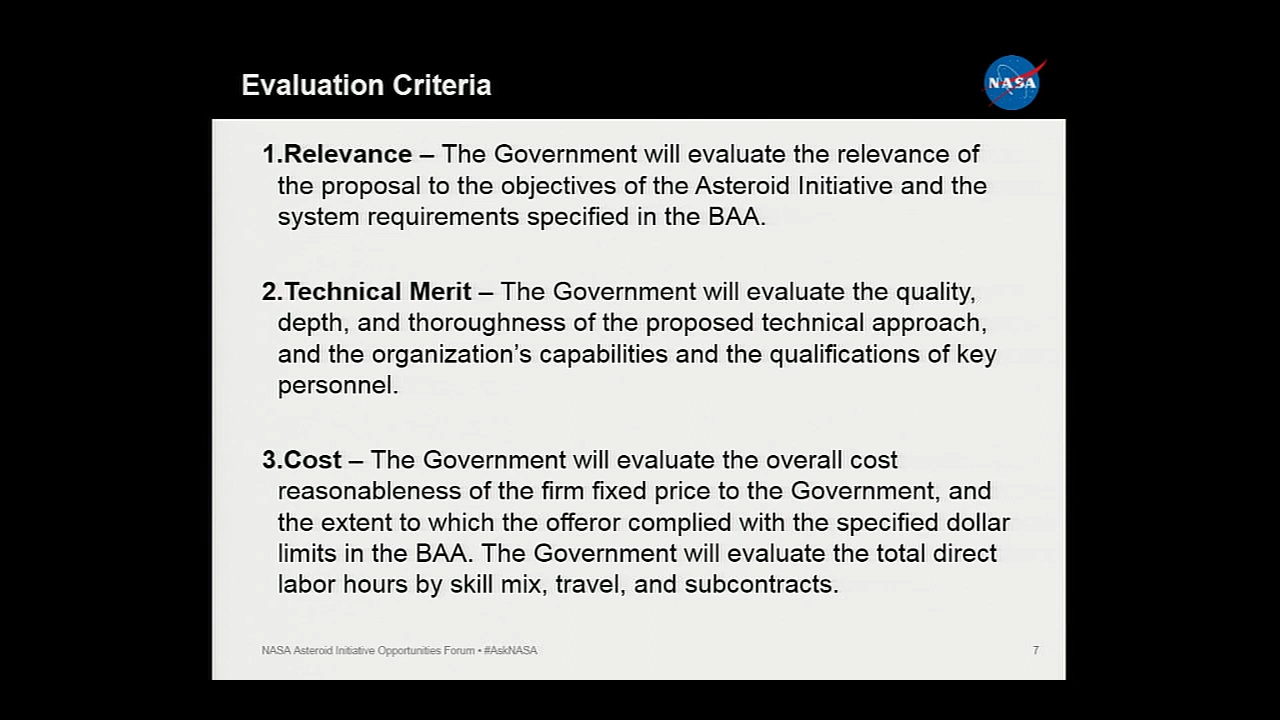 Evaluation Criteria
NASA
1.Relevance – The Government will evaluate the relevance of
the proposal to the objectives of the Asteroid Initiative and the
system requirements specified in the BAA.
2.Technical Merit – The Government will evaluate the quality,
depth, and thoroughness of the proposed technical approach,
and the organization’s capabilities and the qualifications of key
personnel.
3.Cost – The Government will evaluate the overall cost
reasonableness of the firm fixed price to the Government, and
the extent to which the offeror complied with the specified dollar
limits in the BAA. The Government will evaluate the total direct
labor hours by skill mix, travel, and subcontracts.
NASA Asteroid Initiative Opportunities Forum • #AskNASA
7